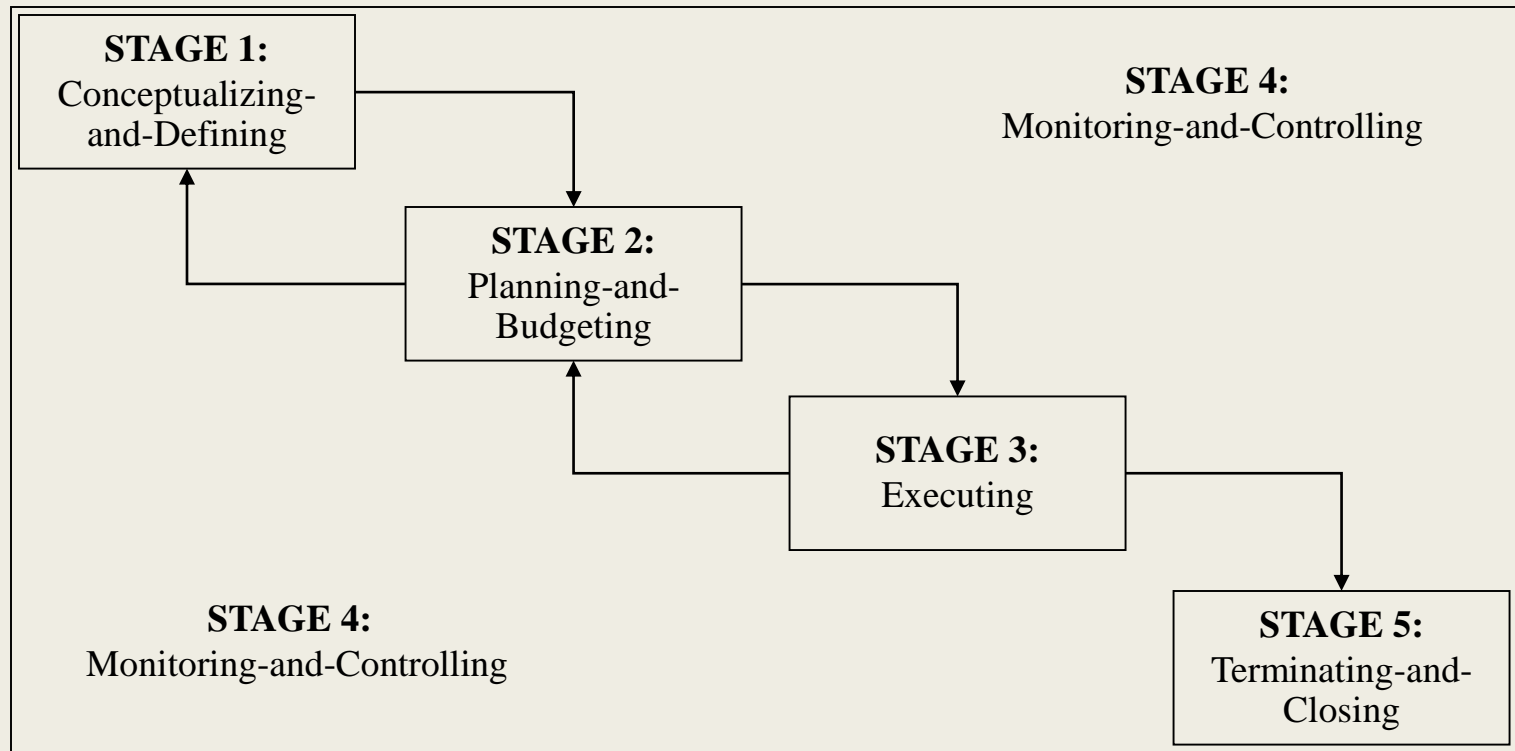 STAGE 1:
Conceptualizing-
and-Defining
STAGE 4:
Monitoring-and-Controlling
STAGE 2:
Planning-and-
Budgeting
STAGE 3:
Executing
STAGE 4:
Monitoring-and-Controlling
STAGE 5:
Terminating-and-
Closing